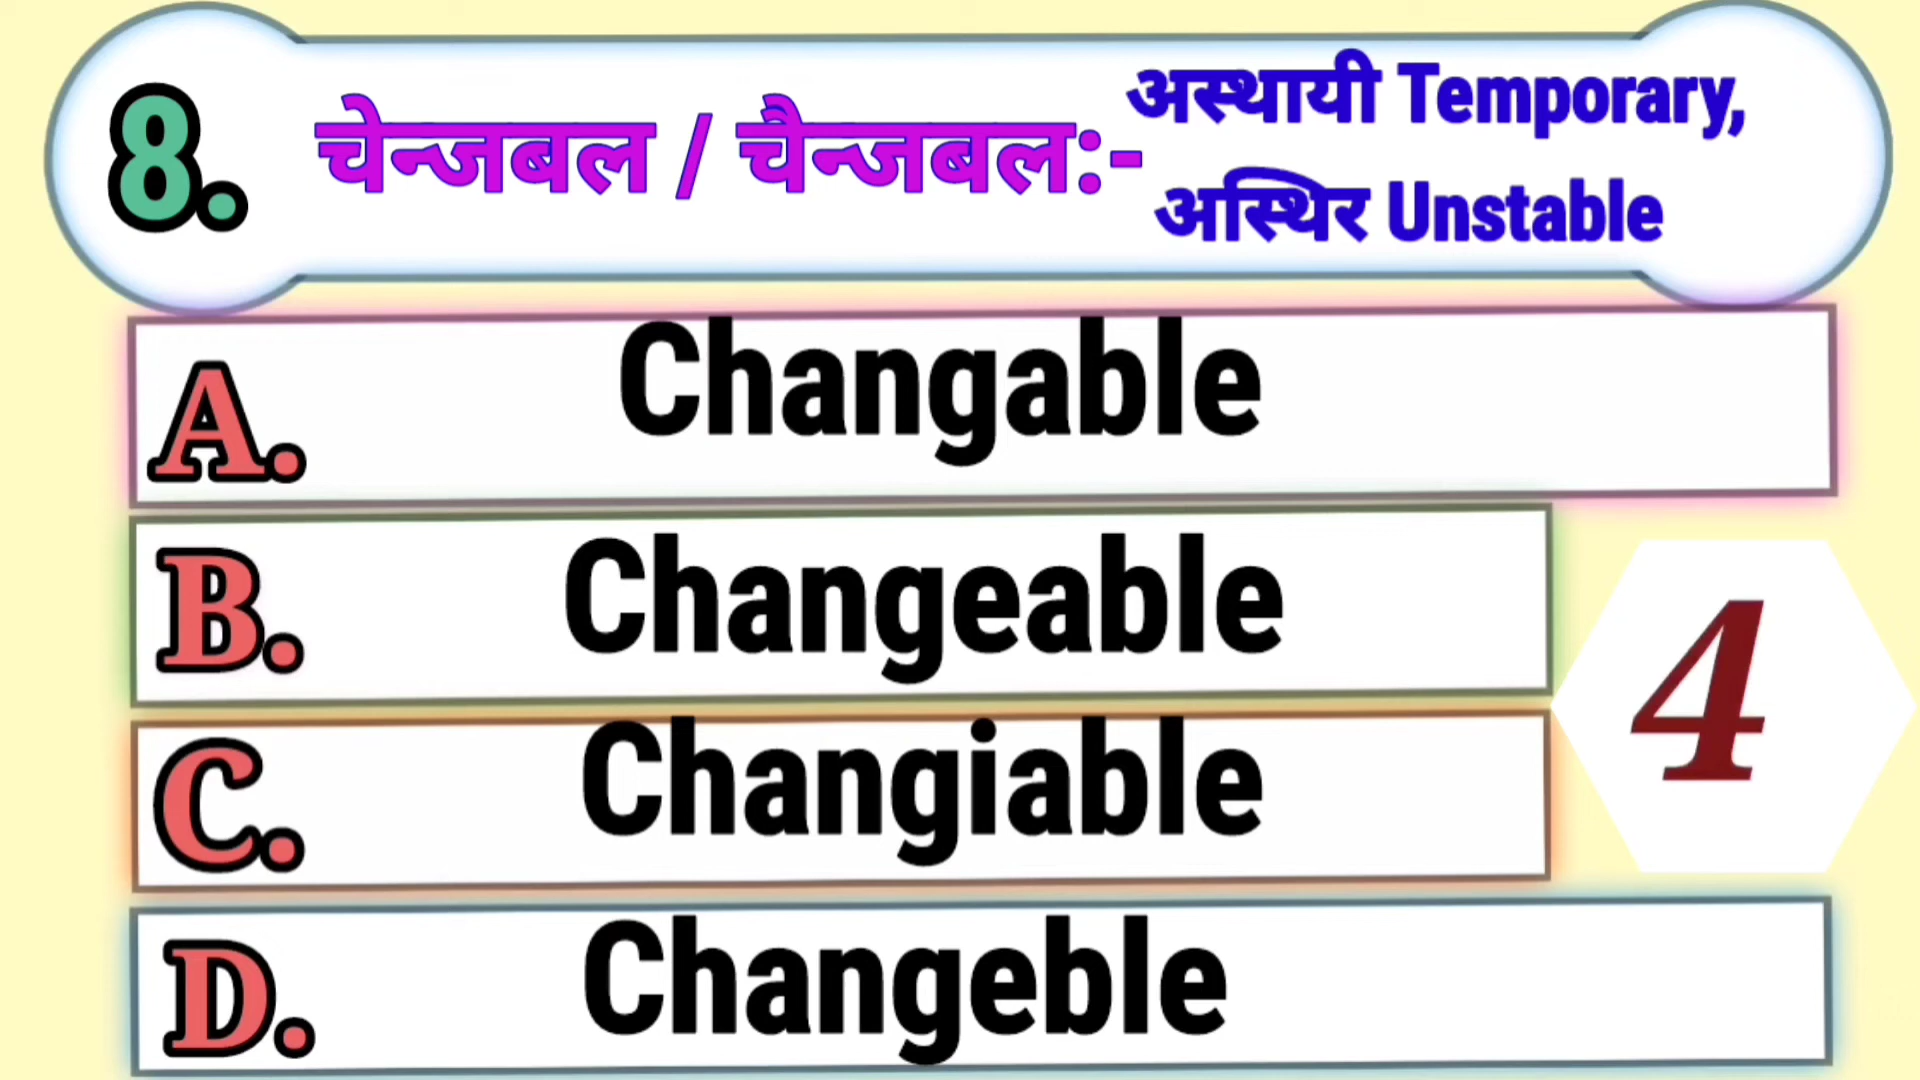 8. चेन्जबल / चैन्जबल:- अस्थायी Temporary,
अस्थिर Unstable
A. Changable
B. Changeable
4
C. Changiable
D. Changeble